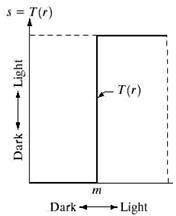 s = T(r)
Dark ↔ Light
T(r)
m
Dark ↔ Light